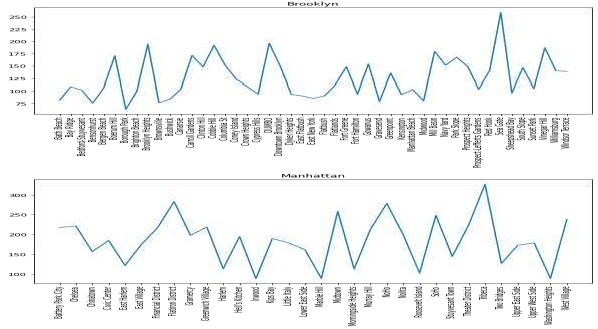 Brooklyn
250
225
200
175
150
125
100
75
Bath Beach
Bay Ridge
Bedford-Stuyvesant
Bensonhurst
Bergen Beach
Boerum Hill
Borough Park
Brighton Beach
Brooklyn Heights
Brownsville
Bushwick
Canarsie
Carroll Gardens
Clinton Hill
Cobble Hill
Columbia St
Coney Island
Crown Heights
Cypress Hills
DUMBO
Downtown Brooklyn
Dyker Heights
East Flatbush
East New York
Flatbush
Flatlands
Fort Greene
Fort Hamilton
Gowanus
Gravesend
Greenpoint
Kensington
Manhattan Beach
Midwood
Mill Basin
Navy Yard
Park Slope
Prospect Heights
Prospect-Lefferts Gardens
Red Hook
Sea Gate
Sheepshead Bay
South Slope
Sunset Park
Vinegar Hill
Williamsburg
Windsor Terrace
Manhattan
300
250
200
150
100
Battery Park City
Chelsea
Chinatown
Civic Center
East Harlem
East Village
Financial District
Flatiron District
Gramercy
Greenwich Village
Harlem
Hell's Kitchen
Inwood
Kips Bay
Little Italy
Lower East Side
Marble Hill
Midtown
Morningside Heights
Murray Hill
NoHo
Nolita
Roosevelt Island
SoHo
Stuyvesant Town
Theater District
Tribeca
Two Bridges
Upper East Side
Upper West Side
Washington Heights
West Village